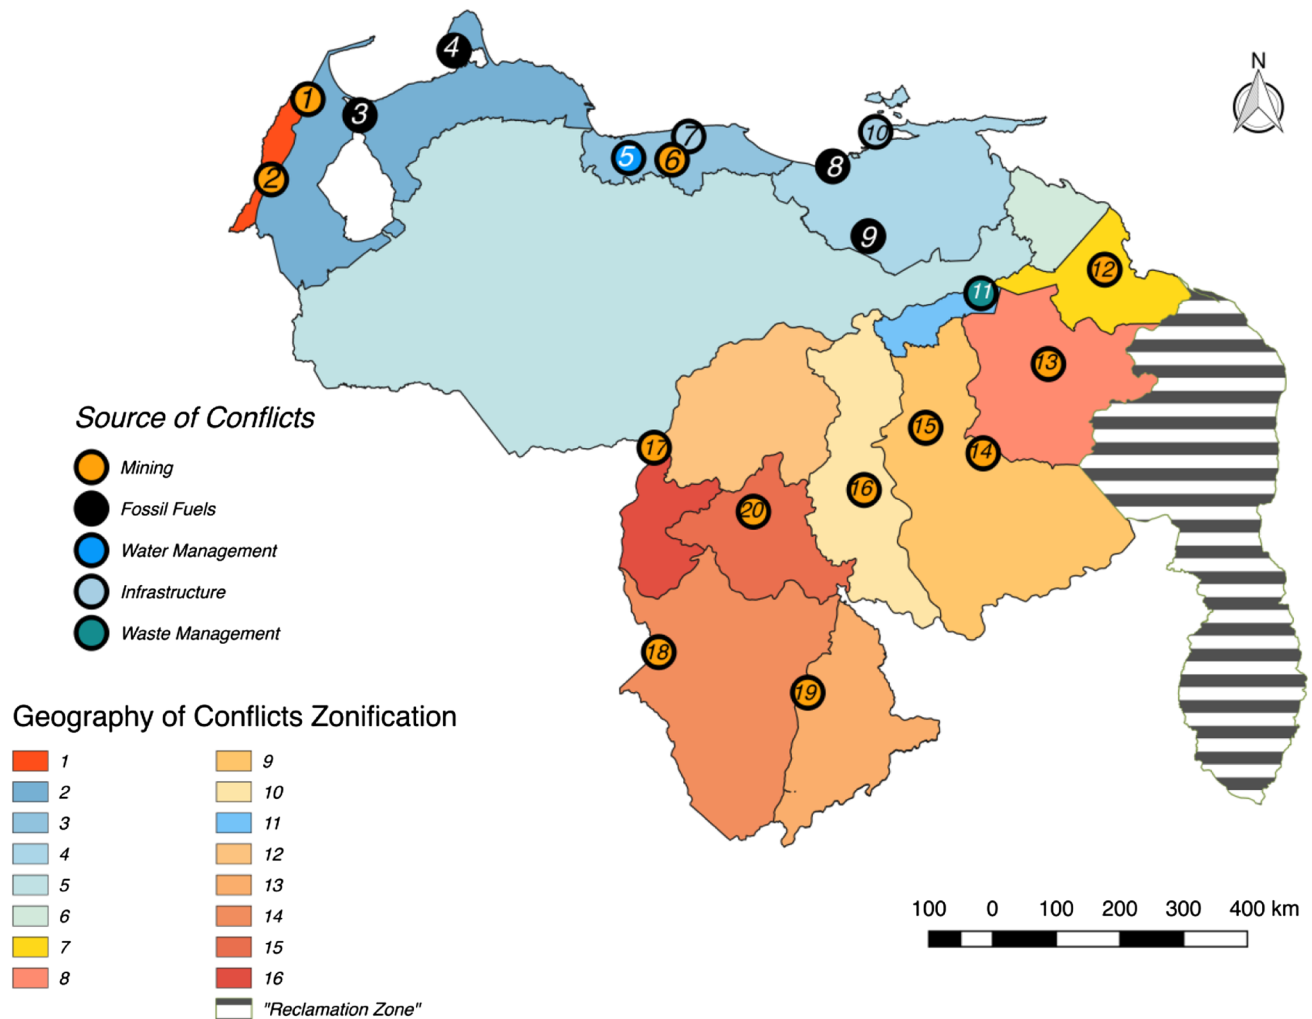 4
N
1
3
7
10
5
6
8
2
9
12
11
13
15
14
17
16
20
18
19
Source of Conflicts
Mining
Fossil Fuels
Water Management
Infrastructure
Waste Management
Geography of Conflicts Zonification
1 9
2 10
3 11
4 12
5 13
6 14
7 15
8 16
"Reclamation Zone"
100 0 100 200 300 400 km